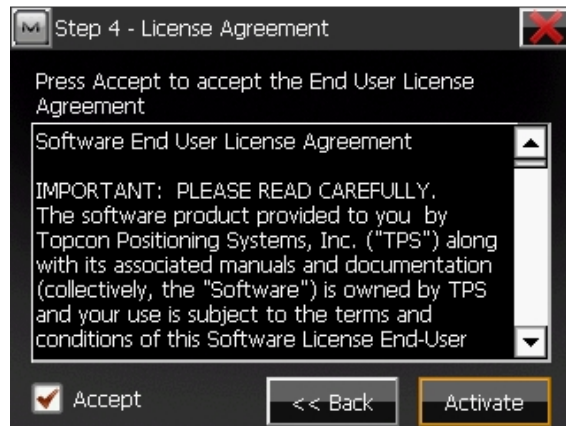 Step 4 - License Agreement
Press Accept to accept the End User License
Agreement
Software End User License Agreement
IMPORTANT:  PLEASE READ CAREFULLY.
The software product provided to you  by
Topcon Positioning Systems, Inc. ("TPS") along
with its associated manuals and documentation
(collectively, the "Software") is owned by TPS
and your use is subject to the terms and
conditions of this Software License End-User
Accept
<< Back
Activate